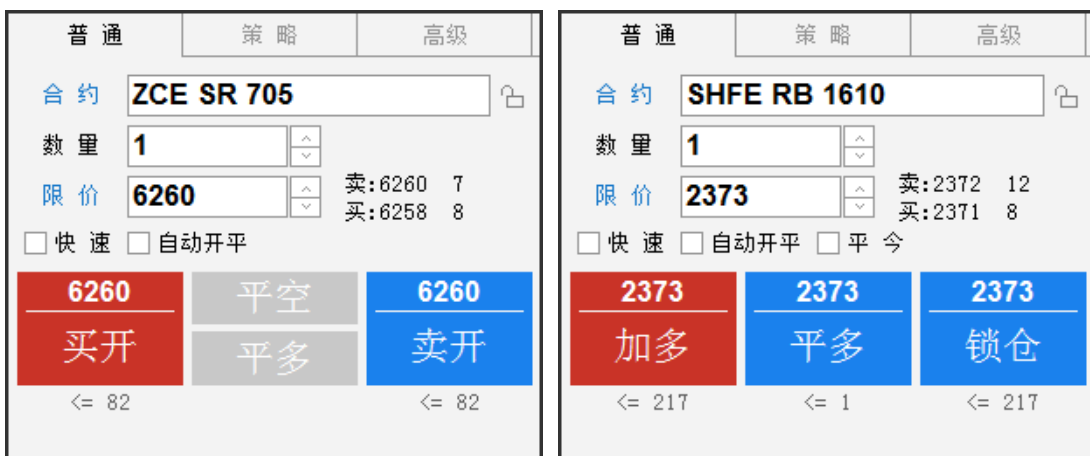 普通 策略 高级
合约 ZCE SR 705
数量 1
限价 6260 卖:6260 7
买:6258 8
快速 自动开平
6260 平空 6260
买开 平多 卖开
<= 82 <= 82
普通 策略 高级
合约 SHFE RB 1610
数量 1
限价 2373 卖:2372 12
买:2371 8
快速 自动开平 平今
2373 2373 2373
加多 平多 锁仓
<= 217 <= 1 <= 217